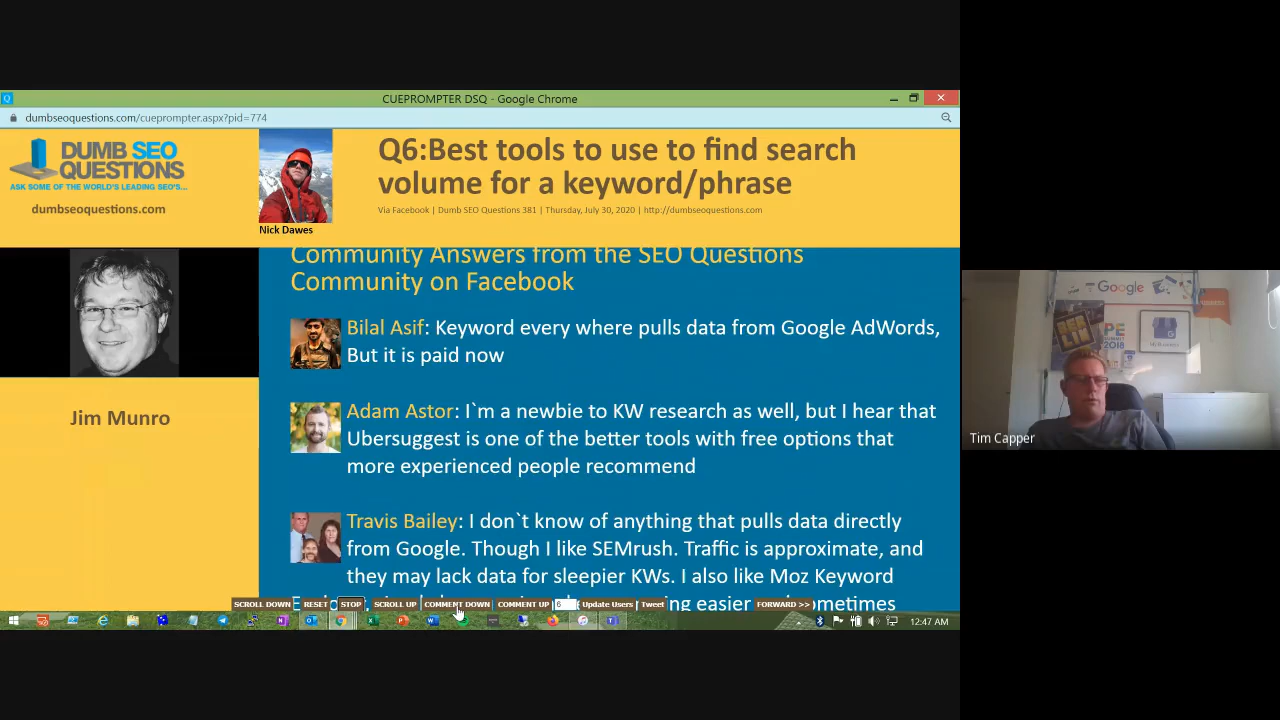 CUEPROMPTER DSQ - Google Chrome
dumbseoquestions.com/cueprompter.aspx?pid=774
DUMB SEO
QUESTIONS
ASK SOME OF THE WORLD'S LEADING SEO'S...
dumbseoquestions.com
Nick Dawes
Q6:Best tools to use to find search
volume for a keyword/phrase
Via Facebook | Dumb SEO Questions 381 | Thursday, July 30, 2020 | http://dumbseoquestions.com
Jim Munro
Community Answers from the SEO Questions
Community on Facebook
Bilal Asif: Keyword every where pulls data from Google AdWords,
But it is paid now
Adam Astor: I`m a newbie to KW research as well, but I hear that
Ubersuggest is one of the better tools with free options that
more experienced people recommend
Travis Bailey: I don`t know of anything that pulls data directly
from Google. Though I like SEMrush. Traffic is approximate, and
they may lack data for sleepier KWs. I also like Moz Keyword
easier
SCROLL DOWN RESET STOP SCROLL UP COMMENT DOWN COMMENT UP 6 Update Users Tweet FORWARD >>
12:47 AM
Google
2018
Tim Capper